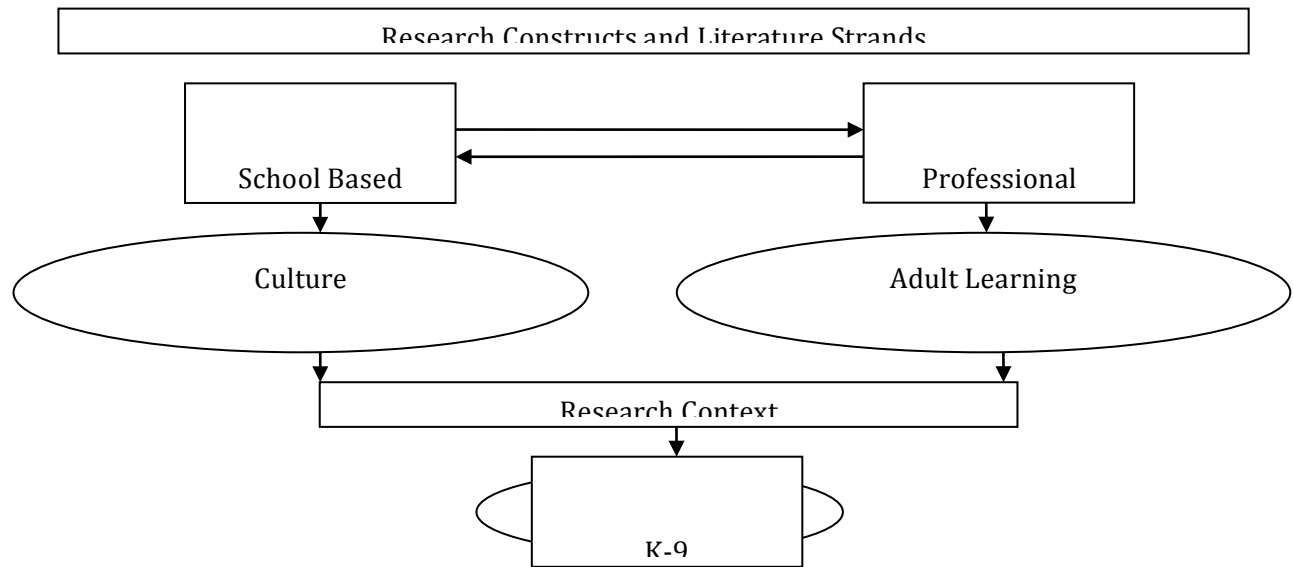 Research Constructs and Literature Strands
School Based
Professional
Culture
Adult Learning
Research Context
K-9